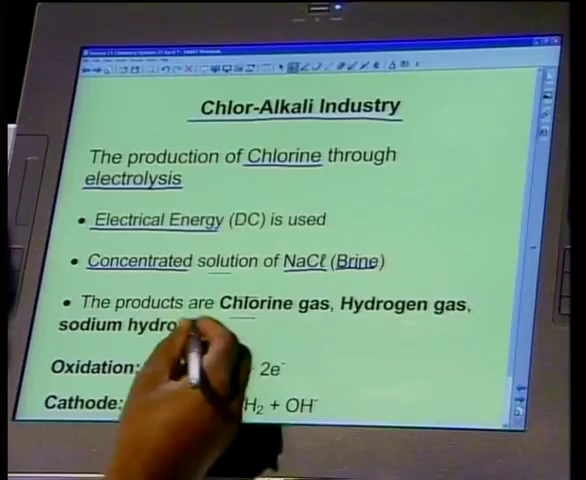 Chlor-Alkali Industry
The production of Chlorine through
electrolysis
• Electrical Energy (DC) is used
• Concentrated solution of NaCℓ (Brine)
• The products are Chlorine gas, Hydrogen gas,
sodium hydro
Oxidation: 2e⁻
Cathode: H₂ + OH⁻